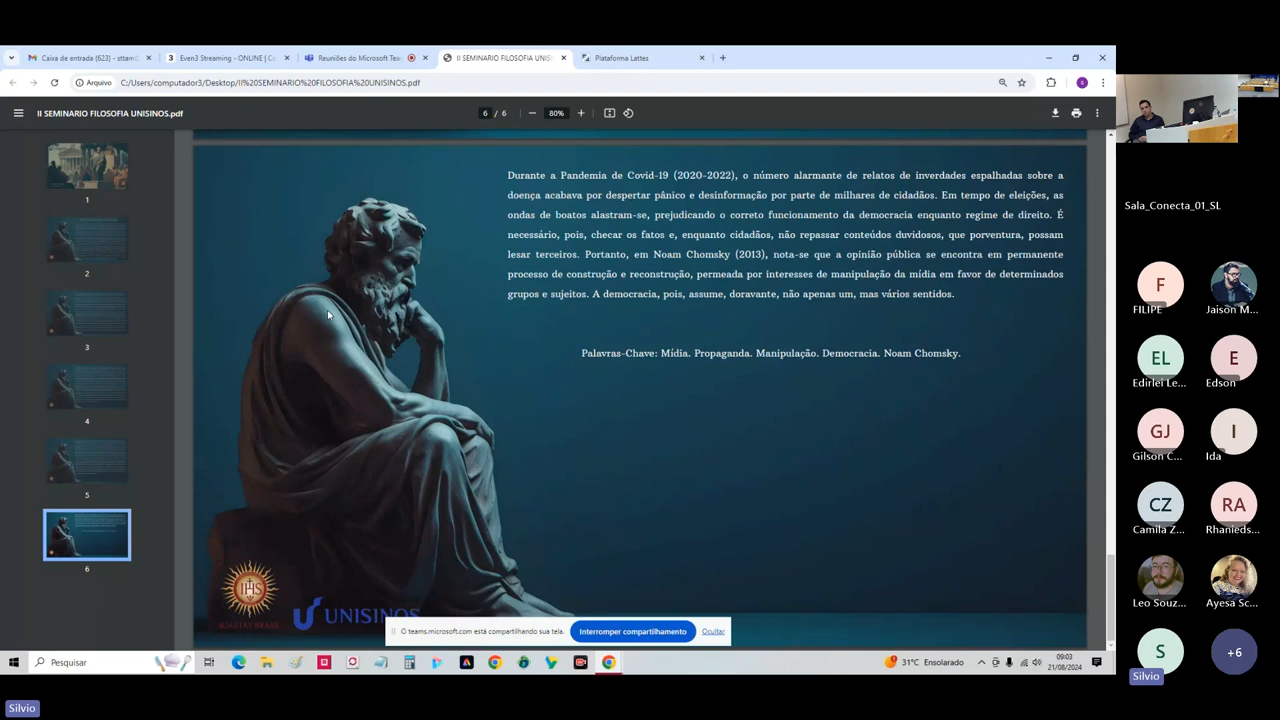 Caixa de entrada (623) - sttam
Even3 Streaming - ONLINE | C
Reuniões do Microsoft Tea
II SEMINARIO FILOSOFIA UNIS
Plataforma Lattes
Arquivo
C:/Users/computador3/Desktop/II%20SEMINARIO%20FILOSOFIA%20UNISINOS.pdf
S
II SEMINARIO FILOSOFIA UNISINOS.pdf
6 / 6
80%
Durante a Pandemia de Covid-19 (2020-2022), o número alarmante de relatos de inverdades espalhadas sobre a
doença acabava por despertar pânico e desinformação por parte de milhares de cidadãos. Em tempo de eleições, as
ondas de boatos alastram-se, prejudicando o correto funcionamento da democracia enquanto regime de direito. É
necessário, pois, checar os fatos e, enquanto cidadãos, não repassar conteúdos duvidosos, que porventura, possam
lesar terceiros. Portanto, em Noam Chomsky (2013), nota-se que a opinião pública se encontra em permanente
processo de construção e reconstrução, permeada por interesses de manipulação da mídia em favor de determinados
grupos e sujeitos. A democracia, pois, assume, doravante, não apenas um, mas vários sentidos.
Palavras-Chave: Mídia. Propaganda. Manipulação. Democracia. Noam Chomsky.
1
2
3
4
5
6
IHS
JESUITAS BRASIL
UNISINOS
O teams.microsoft.com está compartilhando sua tela.
Interromper compartilhamento
Ocultar
Pesquisar
31°C Ensolarado
09:03
21/08/2024
Sala_Conecta_01_SL
F
FILIPE
Jaison M...
EL
Edirlei Le...
E
Edson
GJ
Gilson C...
I
Ida
CZ
Camila Z...
RA
Rhanieds...
Leo Souz...
Ayesa Sc...
S
Silvio
+6
Silvio